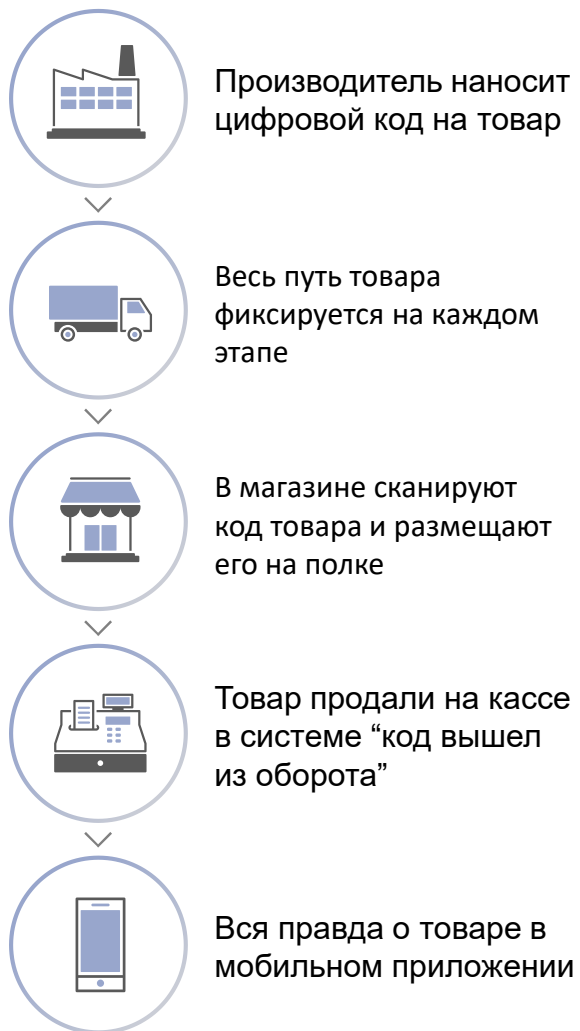 Производитель наносит
цифровой код на товар
Весь путь товара
фиксируется на каждом
этапе
В магазине сканируют
код товара и размещают
его на полке
Товар продали на кассе
в системе “код вышел
из оборота”
Вся правда о товаре в
мобильном приложении